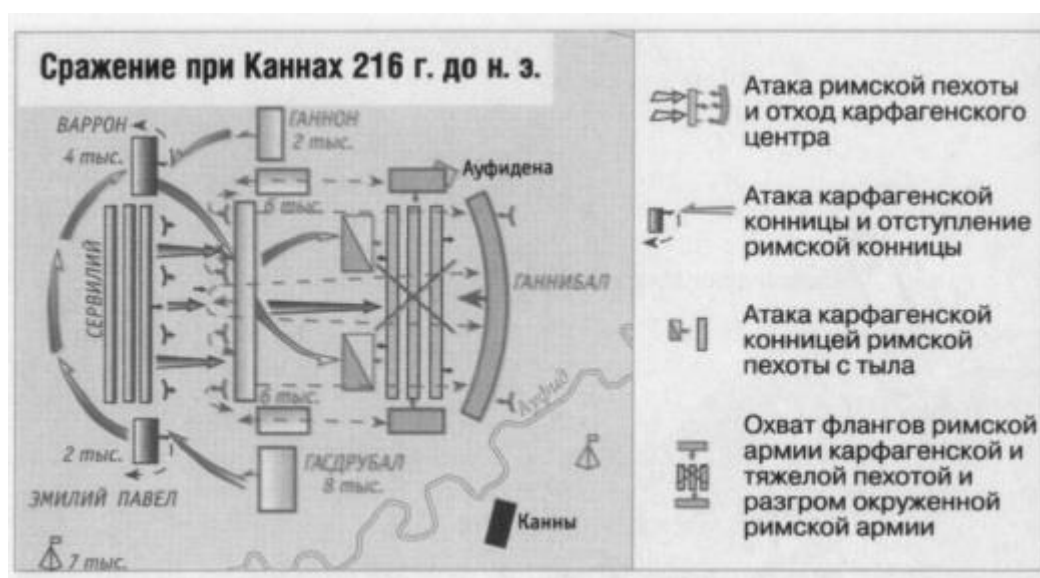 Сражение при Каннах 216 г. до н. э.
ВАРРОН
4 тыс.
ГАННОН
2 тыс.
Ауфидена
6 тыс.
СЕРВИЛИЙ
ГАННИБАЛ
6 тыс.
Ауфид
2 тыс.
ЭМИЛИЙ ПАВЕЛ
ГАСДРУБАЛ
8 тыс.
Канны
7 тыс.
Атака римской пехоты
и отход карфагенского
центра
Атака карфагенской
конницы и отступление
римской конницы
Атака карфагенской
конницей римской
пехоты с тыла
Охват флангов римской
армии карфагенской и
тяжелой пехотой и
разгром окруженной
римской армии